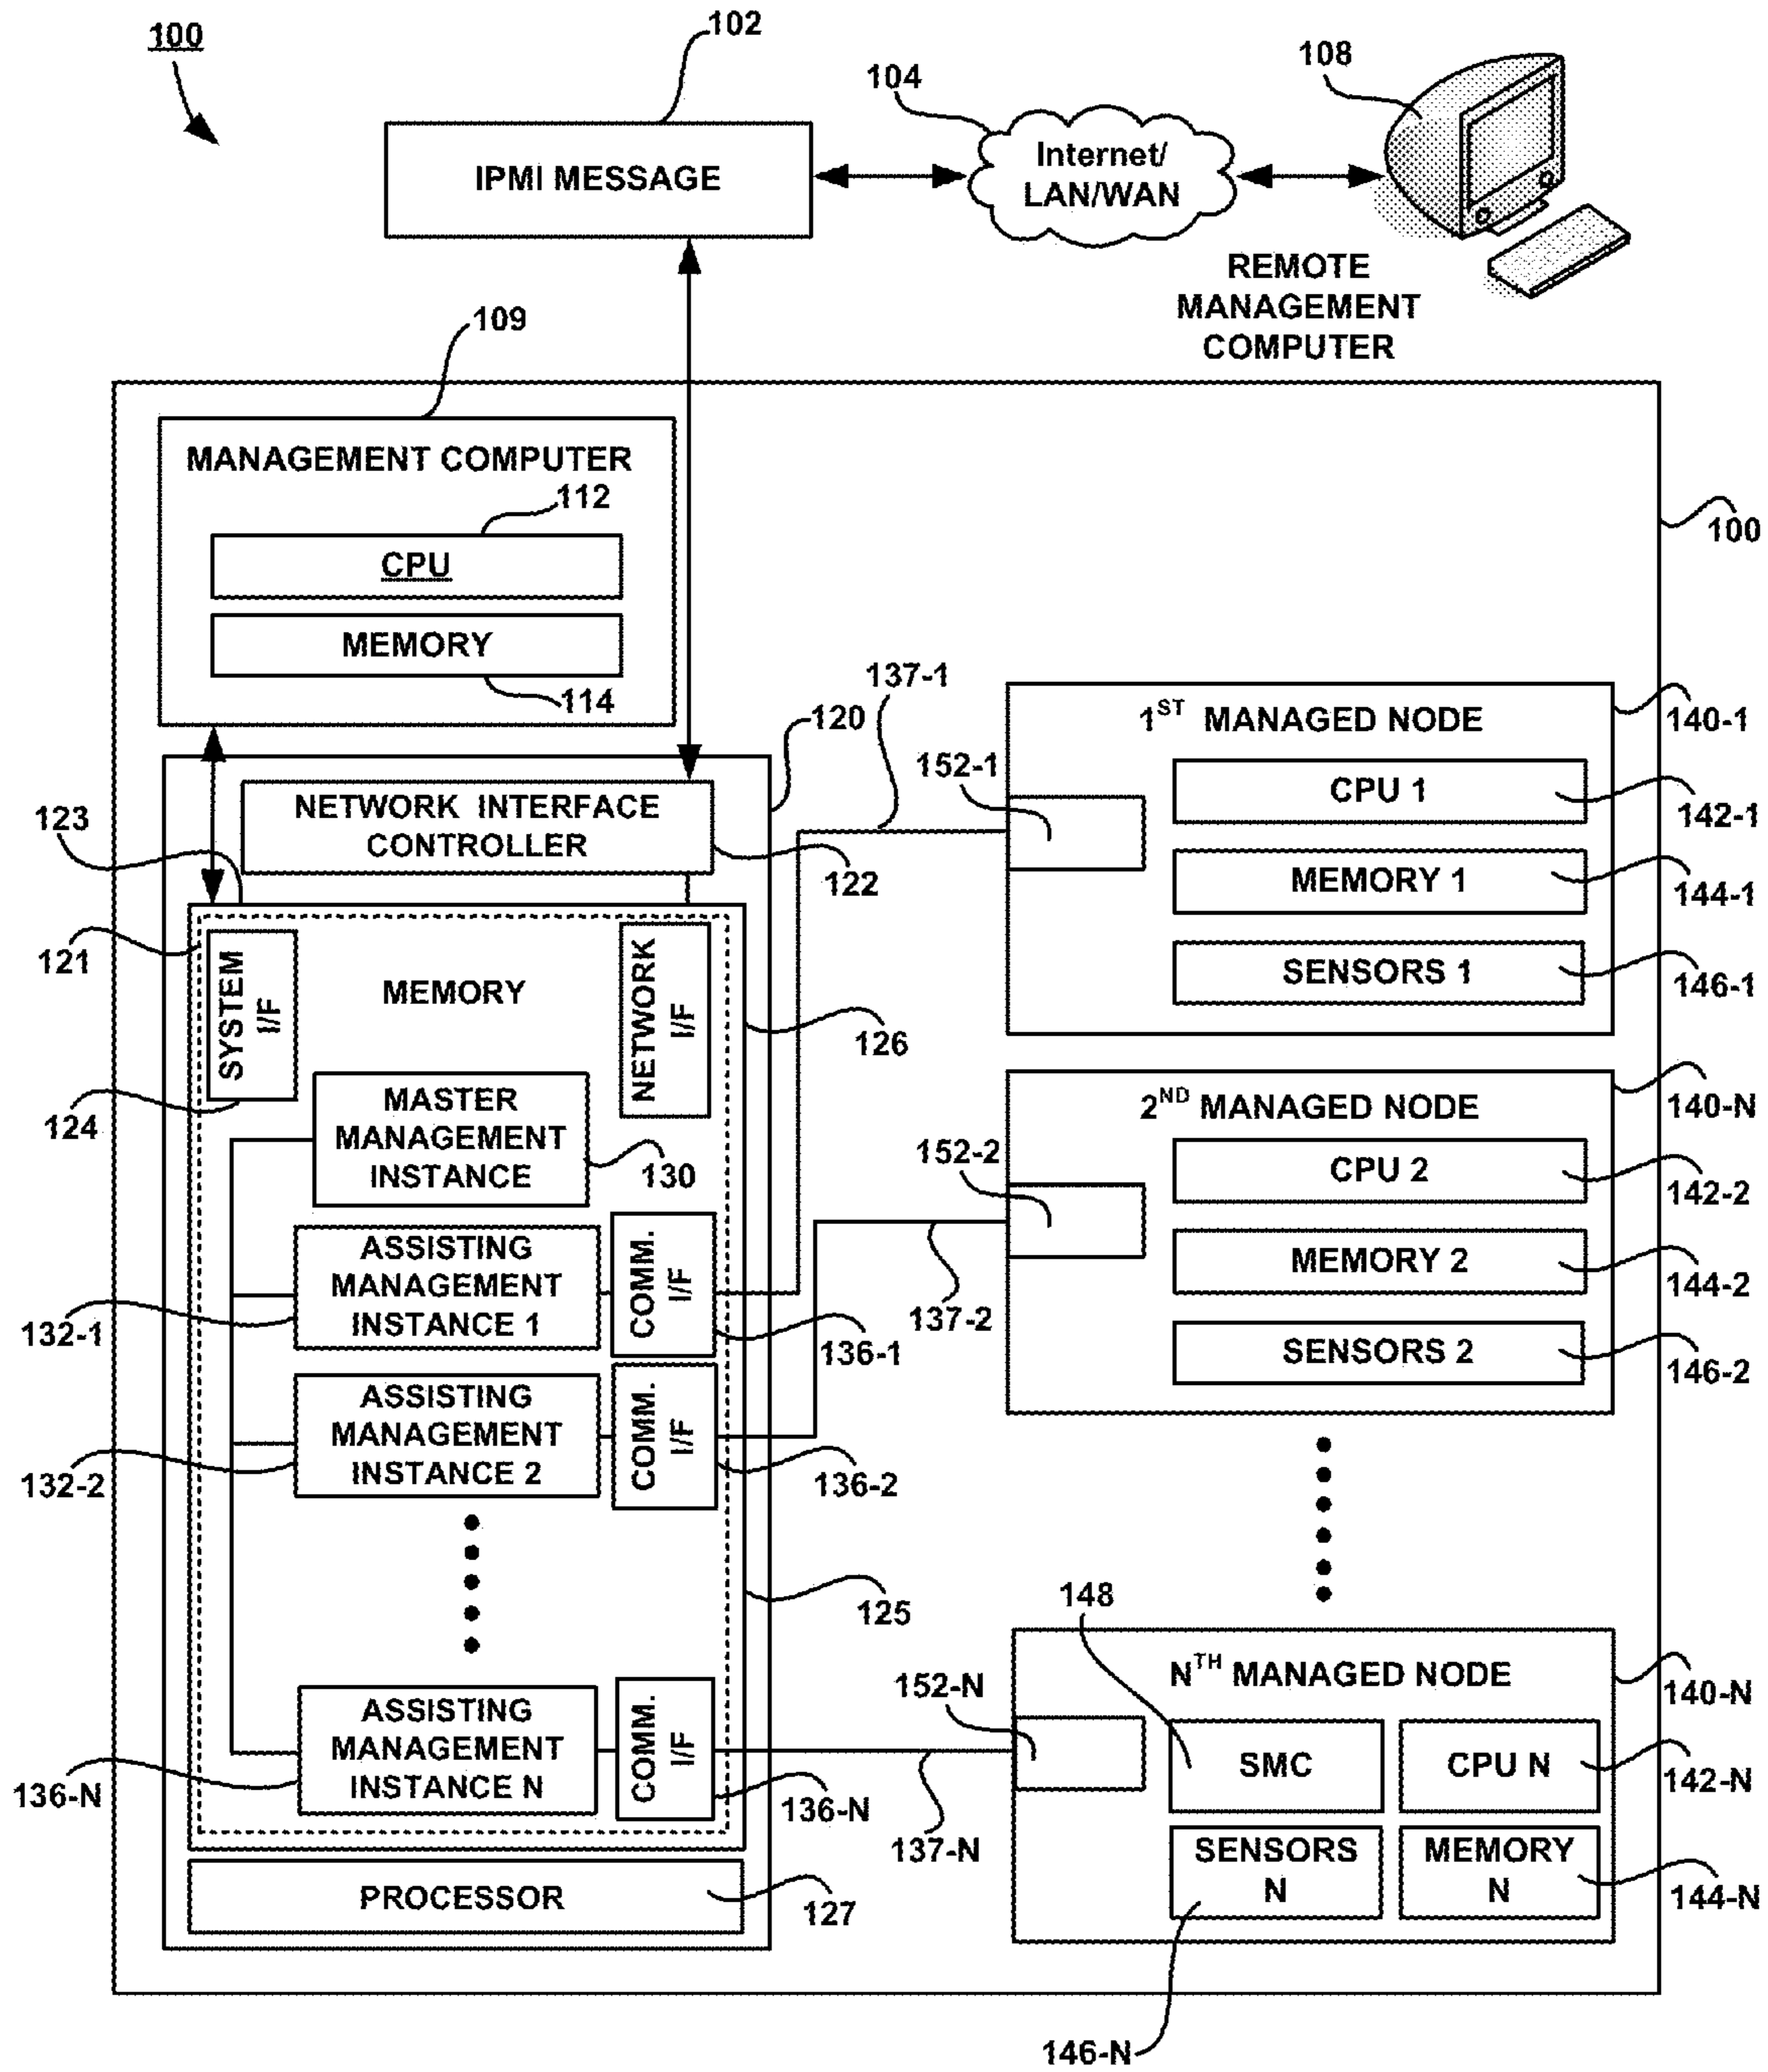 100
102
IPMI MESSAGE
104
Internet/
LAN/WAN
108
REMOTE
MANAGEMENT
COMPUTER
109
MANAGEMENT COMPUTER
112
CPU
MEMORY
114
100
120
NETWORK INTERFACE
CONTROLLER
122
123
121
SYSTEM
I/F
124
MEMORY
NETWORK
I/F
126
MASTER
MANAGEMENT
INSTANCE
130
ASSISTING
MANAGEMENT
INSTANCE 1
132-1
COMM.
I/F
136-1
ASSISTING
MANAGEMENT
INSTANCE 2
132-2
COMM.
I/F
136-2
125
ASSISTING
MANAGEMENT
INSTANCE N
136-N
COMM.
I/F
136-N
PROCESSOR
127
137-1
152-1
1ST MANAGED NODE
140-1
CPU 1
142-1
MEMORY 1
144-1
SENSORS 1
146-1
137-2
152-2
2ND MANAGED NODE
140-N
CPU 2
142-2
MEMORY 2
144-2
SENSORS 2
146-2
148
137-N
152-N
NTH MANAGED NODE
140-N
SMC
CPU N
142-N
SENSORS
N
MEMORY
N
144-N
146-N